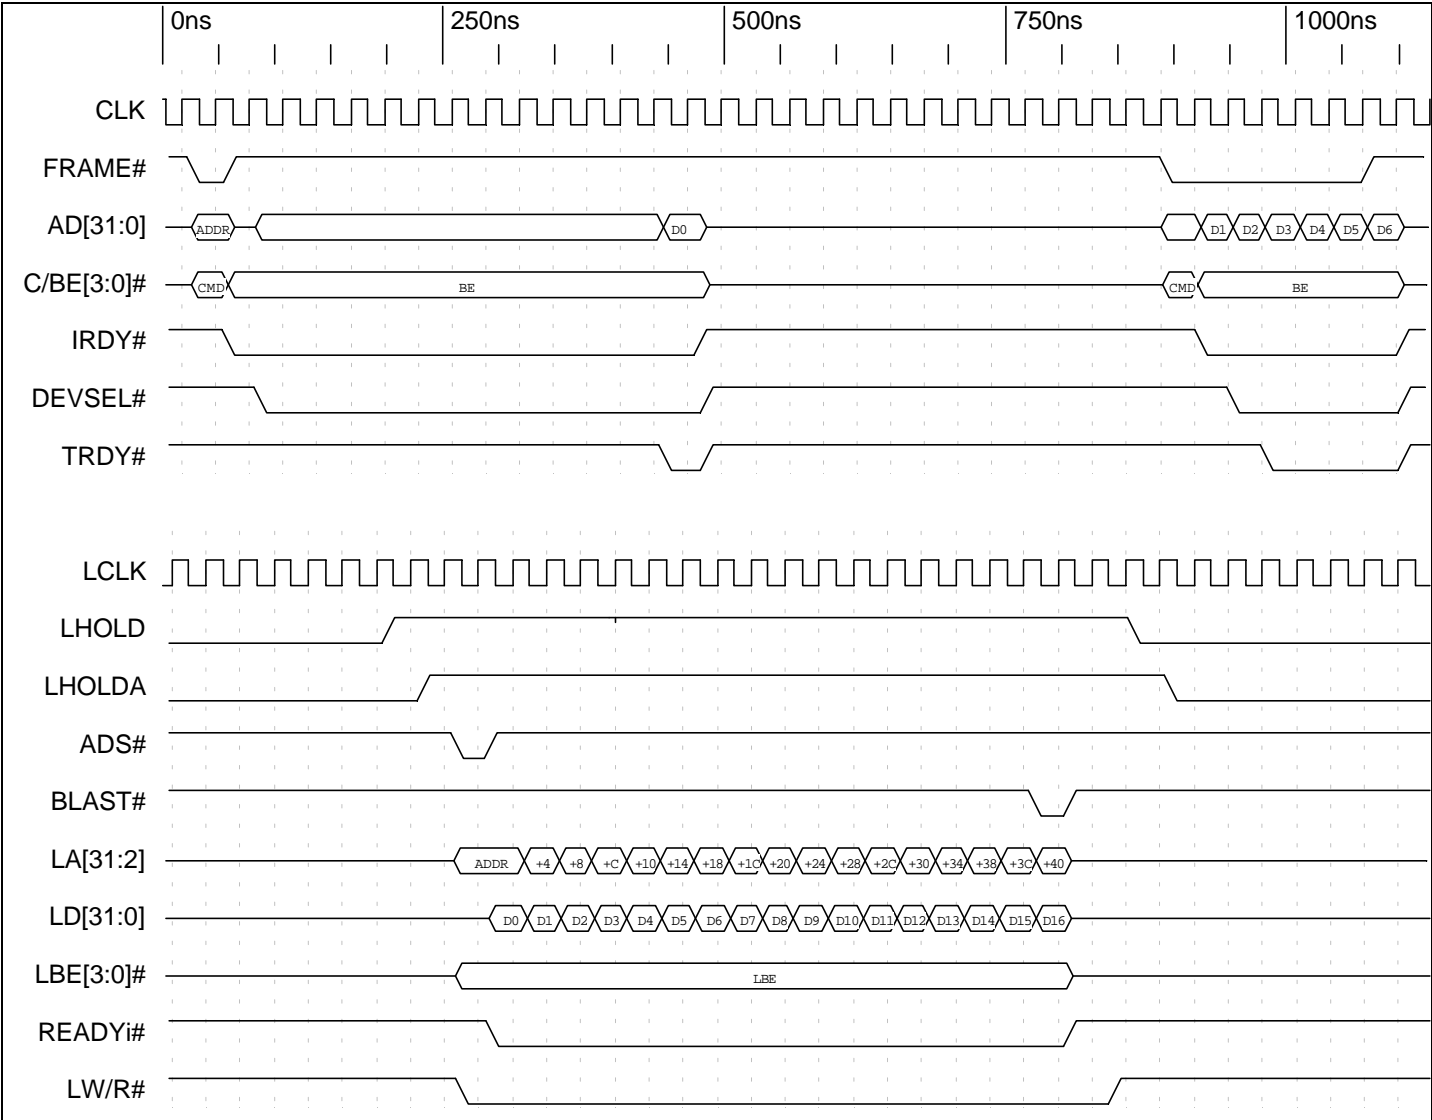 0ns 250ns 500ns 750ns 1000ns
CLK
FRAME#
AD[31:0] ADDR D0 D1 D2 D3 D4 D5 D6
C/BE[3:0]# CMD BE CMD BE
IRDY#
DEVSEL#
TRDY#
LCLK
LHOLD
LHOLDA
ADS#
BLAST#
LA[31:2] ADDR +4 +8 +C +10 +14 +18 +1C +20 +24 +28 +2C +30 +34 +38 +3C +40
LD[31:0] D0 D1 D2 D3 D4 D5 D6 D7 D8 D9 D10 D11 D12 D13 D14 D15 D16
LBE[3:0]# LBE
READYi#
LW/R#